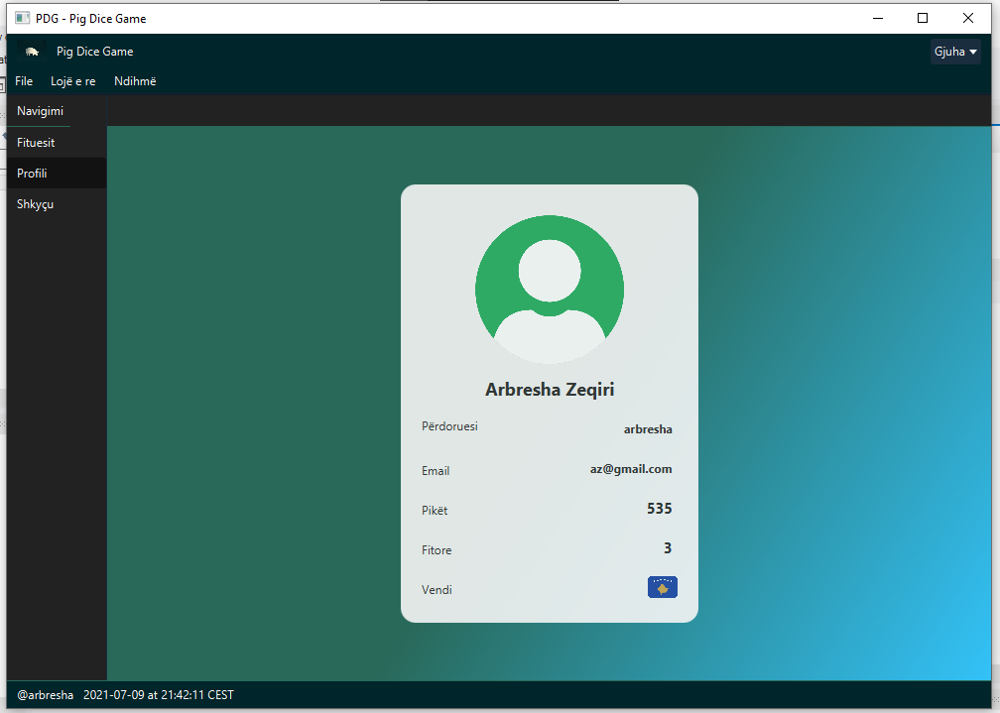 PDG - Pig Dice Game
Pig Dice Game
Gjuha
File Lojë e re Ndihmë
Navigimi
Fituesit
Profili
Shkyçu
Arbresha Zeqiri
Përdoruesi arbresha
Email az@gmail.com
Pikët 535
Fitore 3
Vendi
@arbresha 2021-07-09 at 21:42:11 CEST